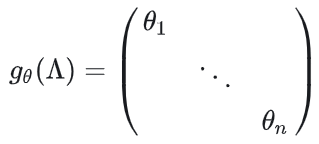 g_θ(Λ) = ( θ_1
⋱
θ_n )